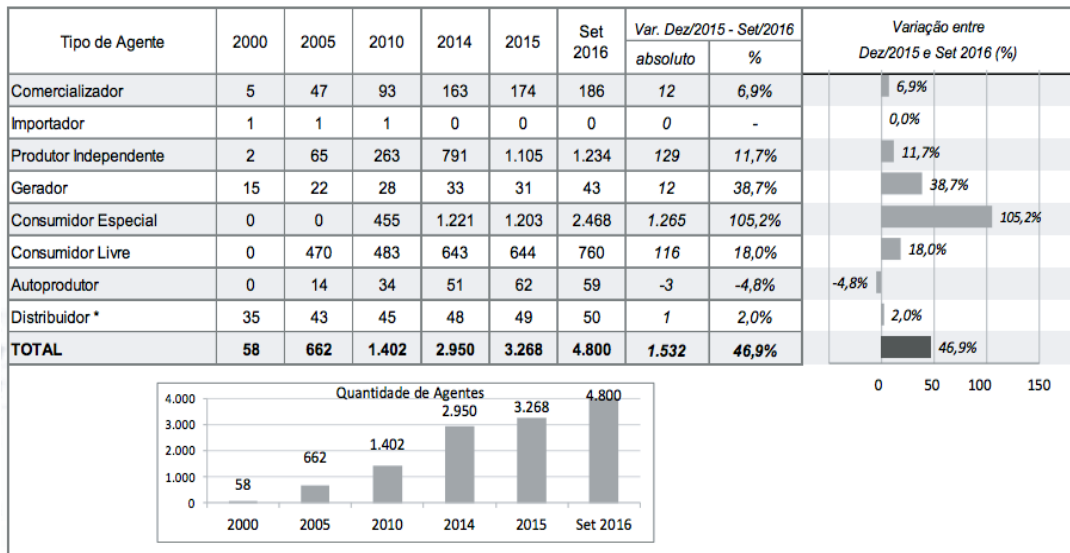 Tipo de Agente 2000 2005 2010 2014 2015 Set 2016 Var. Dez/2015 - Set/2016 Variação entre Dez/2015 e Set 2016 (%)
absoluto %
Comercializador 5 47 93 163 174 186 12 6,9% 6,9%
Importador 1 1 1 0 0 0 0 - 0,0%
Produtor Independente 2 65 263 791 1.105 1.234 129 11,7% 11,7%
Gerador 15 22 28 33 31 43 12 38,7% 38,7%
Consumidor Especial 0 0 455 1.221 1.203 2.468 1.265 105,2% 105,2%
Consumidor Livre 0 470 483 643 644 760 116 18,0% 18,0%
Autoprodutor 0 14 34 51 62 59 -3 -4,8% -4,8%
Distribuidor * 35 43 45 48 49 50 1 2,0% 2,0%
TOTAL 58 662 1.402 2.950 3.268 4.800 1.532 46,9% 46,9%
0 50 100 150
Quantidade de Agentes
4.000
3.000
2.000
1.000
0
58 662 1.402 2.950 3.268 4.800
2000 2005 2010 2014 2015 Set 2016